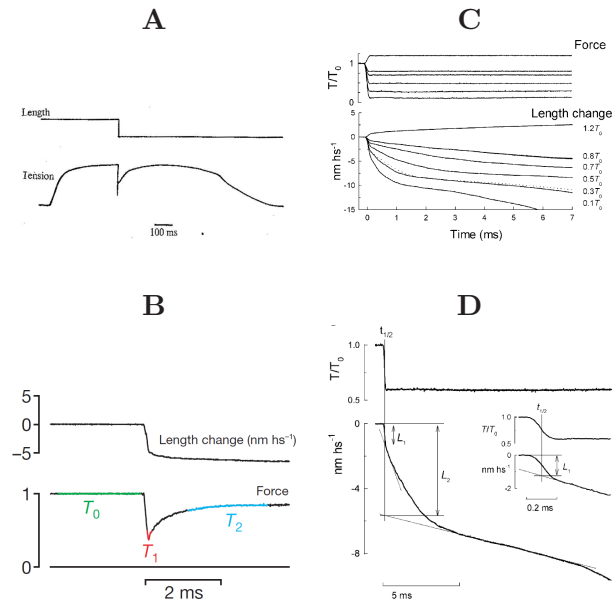 A
Length
Tension
100 ms
C
Force
T/T0
1
0
Length change
nm hs-1
0
-5
-10
-15
1.2T0
0.8T0
0.7T0
0.5T0
0.3T0
0.1T0
0 1 2 3 4 5 6 7
Time (ms)
B
5
0
−5
Length change (nm hs−1)
1
0
Force
T0
T1
T2
2 ms
D
t1/2
T/T0
1.0
0.5
nm hs-1
0
-4
-8
L1
L2
5 ms
t1/2
T/T0
1.0
0.5
nm hs-1
0
-2
L1
0.2 ms